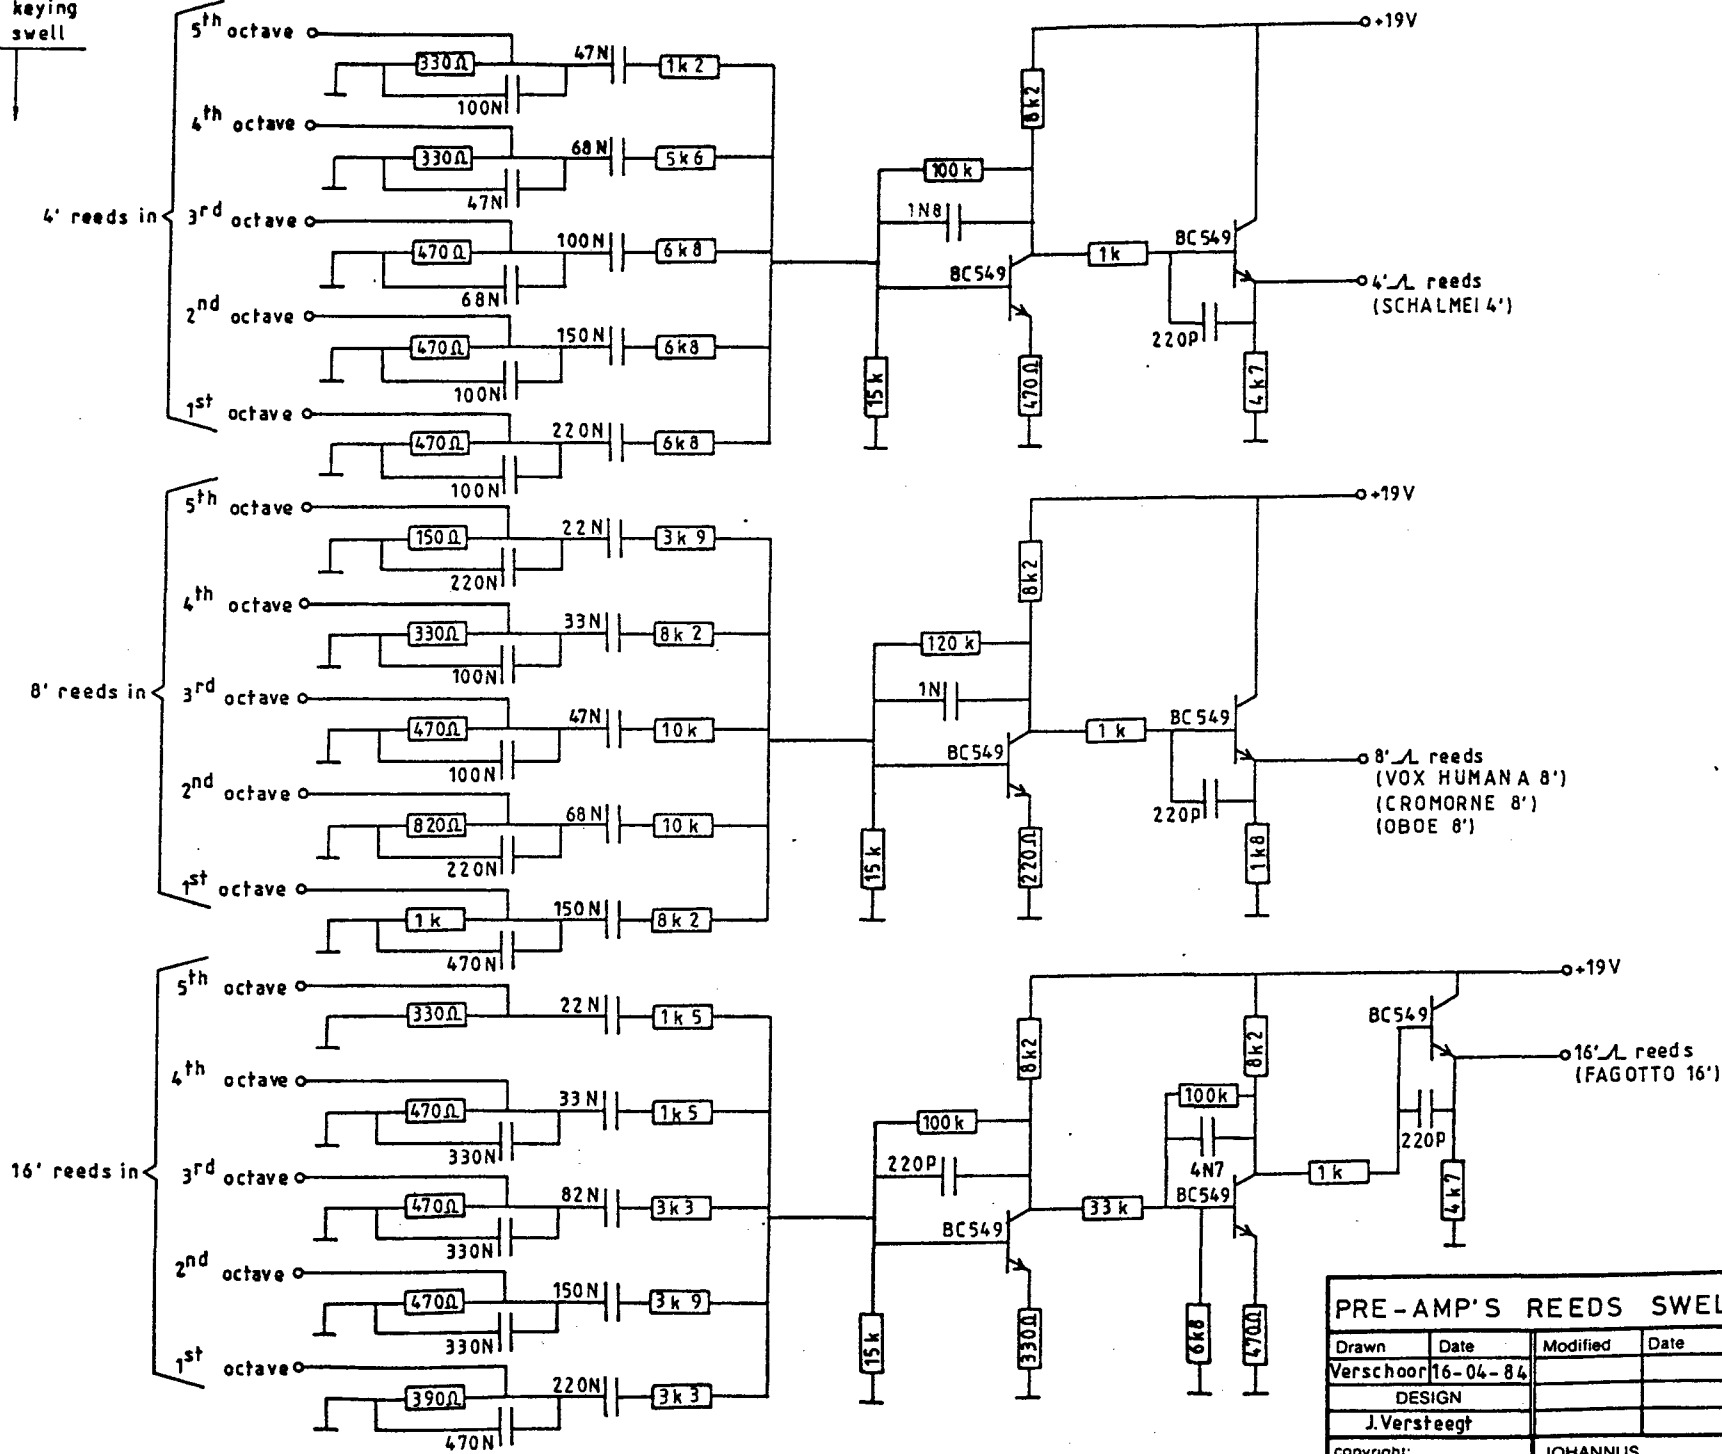 keying
swell
4' reeds in
5th octave
330Ω
100N
47N
1k2
4th octave
330Ω
47N
68N
5k6
3rd octave
470Ω
68N
100N
6k8
2nd octave
470Ω
100N
150N
6k8
1st octave
470Ω
100N
220N
6k8
+19V
8k2
100k
1N8
BC549
15k
470Ω
1k
BC549
220P
4k7
4' reeds
(SCHALMEI 4')
8' reeds in
5th octave
150Ω
220N
22N
3k9
4th octave
330Ω
100N
33N
8k2
3rd octave
470Ω
100N
47N
10k
2nd octave
820Ω
220N
68N
10k
1st octave
1k
470N
150N
8k2
+19V
8k2
120k
1N
BC549
15k
220Ω
1k
BC549
220P
1k8
8' reeds
(VOX HUMANA 8')
(CROMORNE 8')
(OBOE 8')
16' reeds in
5th octave
330Ω
22N
1k5
4th octave
470Ω
330N
33N
1k5
3rd octave
470Ω
330N
82N
3k3
2nd octave
470Ω
330N
150N
3k9
1st octave
390Ω
470N
220N
3k3
+19V
8k2
100k
220P
BC549
15k
330Ω
33k
8k2
100k
4N7
BC549
6k8
470Ω
1k
BC549
220P
4k7
16' reeds
(FAGOTTO 16')
PRE-AMP'S REEDS SWEL
Drawn Date Modified Date
Verschoor 16-04-84
DESIGN
J.Versteegt
copyright: JOHANNUS